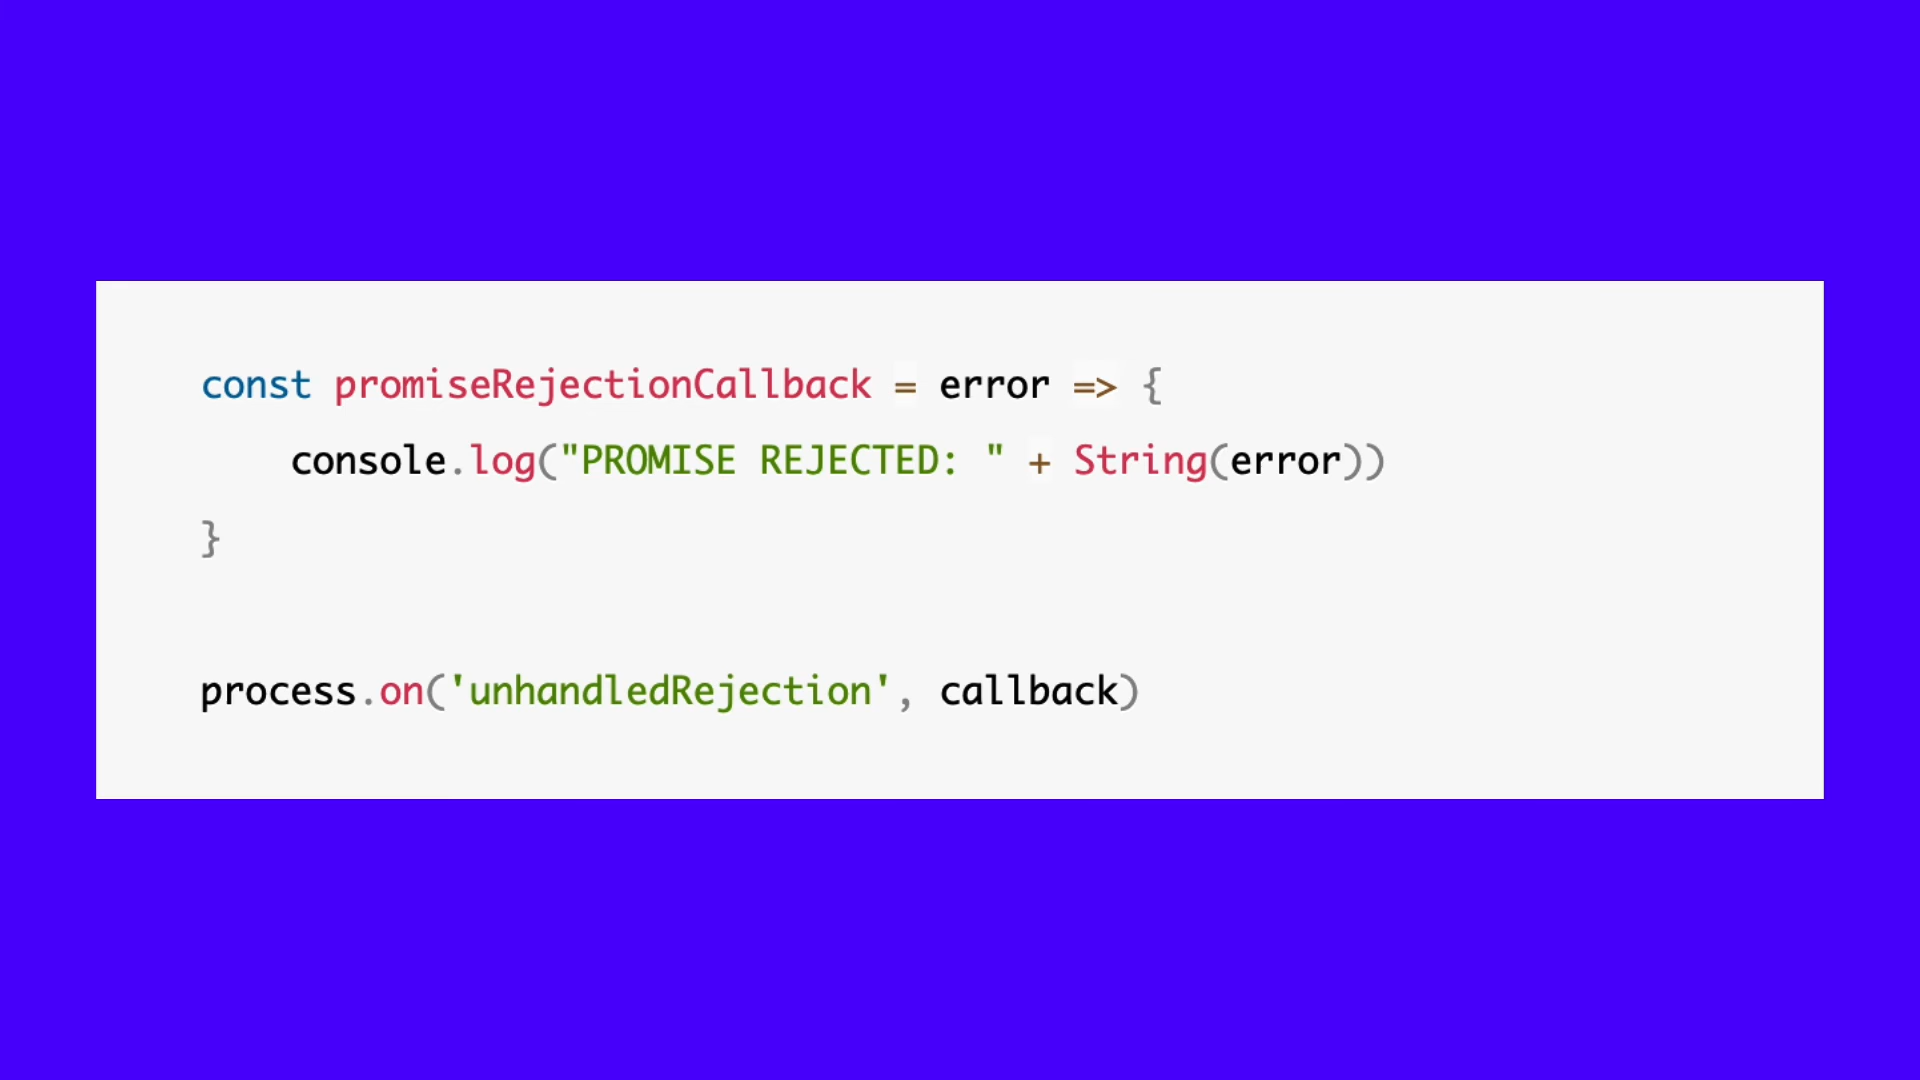 const promiseRejectionCallback = error => {
    console.log("PROMISE REJECTED: " + String(error))
}
process.on('unhandledRejection', callback)